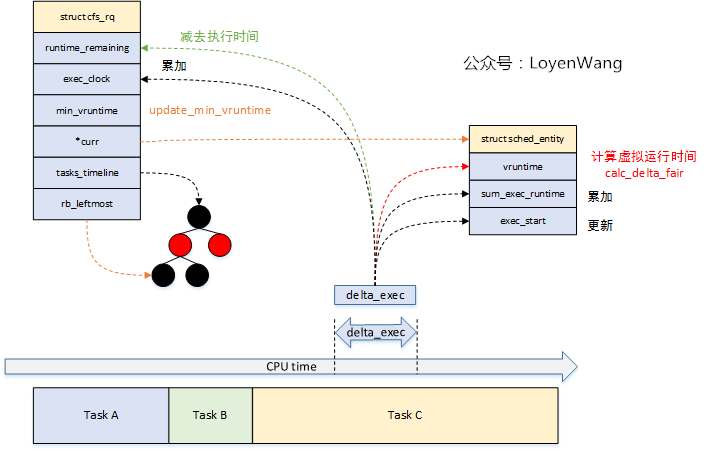 struct cfs_rq
runtime_remaining
减去执行时间
exec_clock
累加
公众号：LoyenWang
min_vruntime
update_min_vruntime
*curr
tasks_timeline
rb_leftmost
struct sched_entity
vruntime
计算虚拟运行时间
calc_delta_fair
sum_exec_runtime
累加
exec_start
更新
delta_exec
delta_exec
CPU time
Task A
Task B
Task C